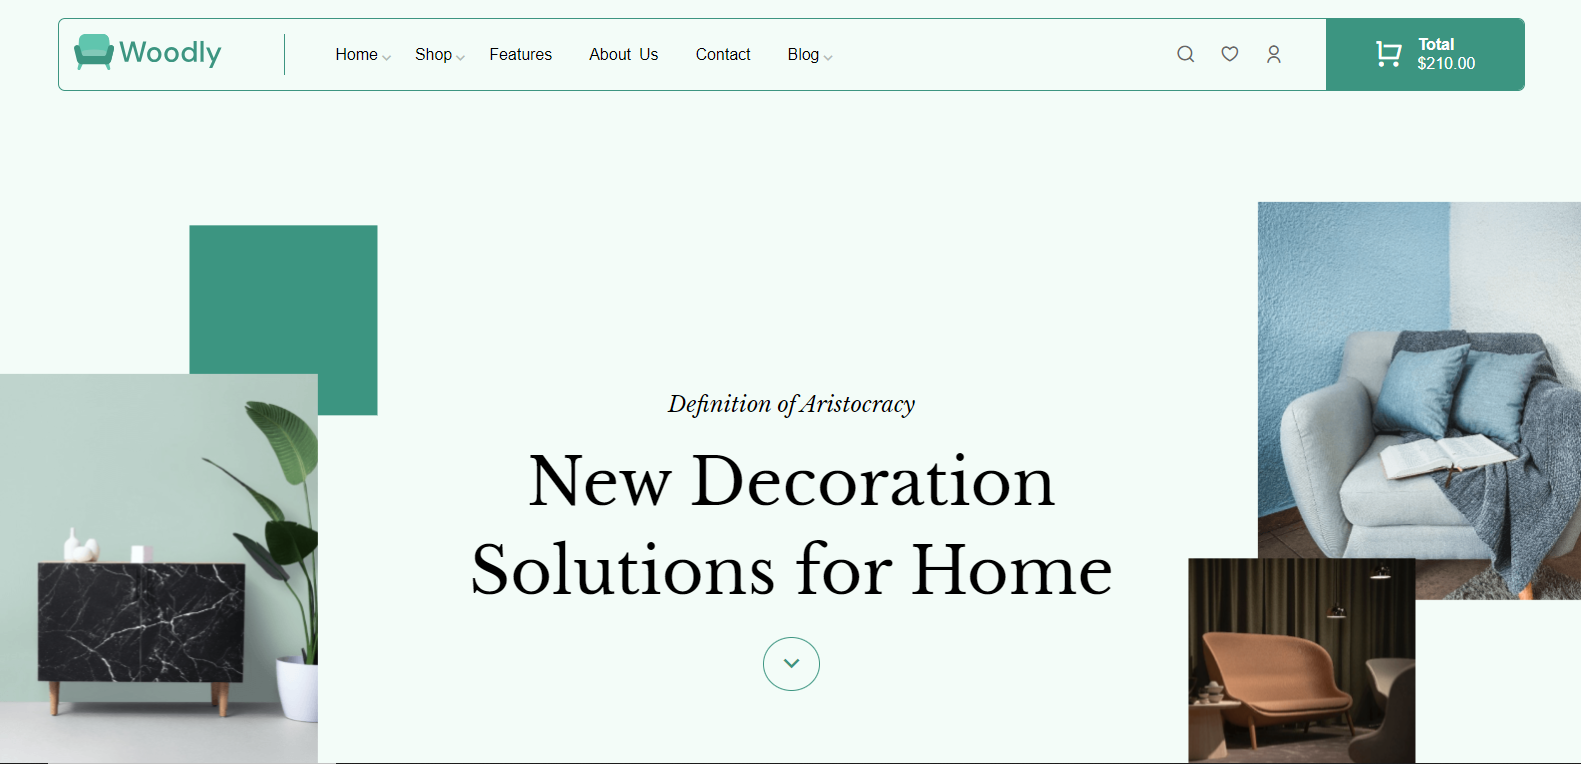 Woodly
Home Shop Features About Us Contact Blog
Total
$210.00
Definition of Aristocracy
New Decoration
Solutions for Home